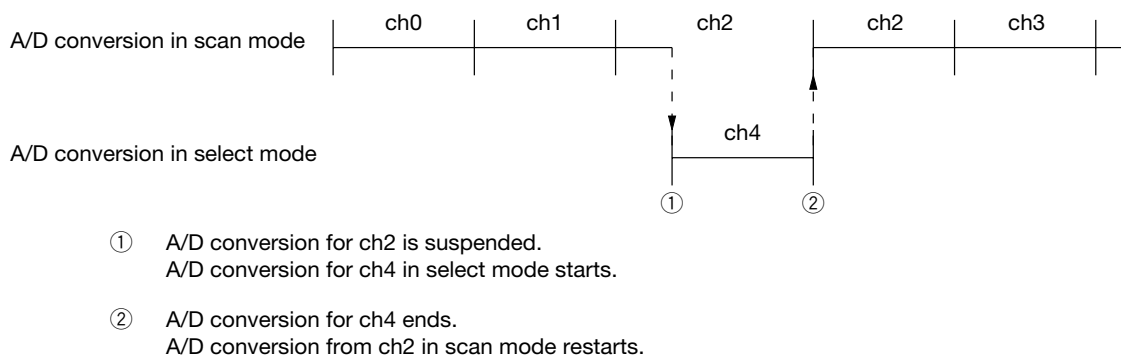 ch0 ch1 ch2 ch2 ch3
A/D conversion in scan mode
ch4
A/D conversion in select mode
① ②
① A/D conversion for ch2 is suspended.
A/D conversion for ch4 in select mode starts.
② A/D conversion for ch4 ends.
A/D conversion from ch2 in scan mode restarts.